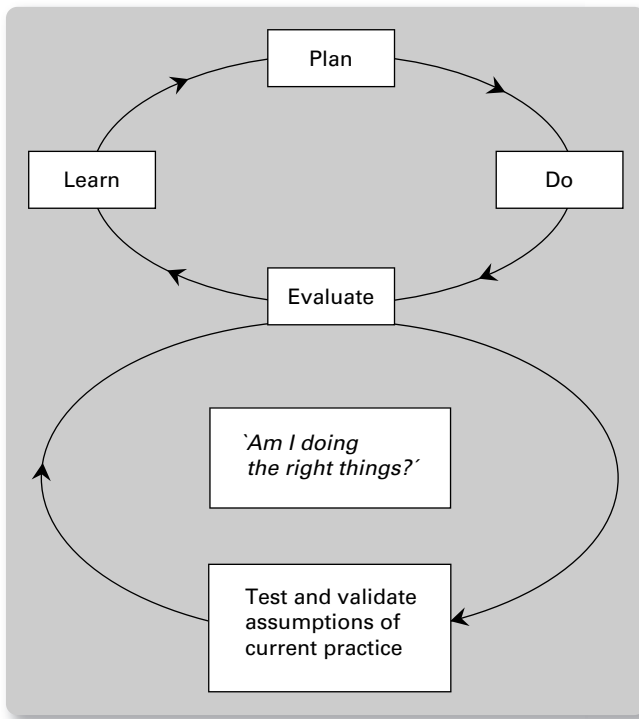 Plan
Learn
Do
Evaluate
`Am I doing
the right things?´
Test and validate
assumptions of
current practice